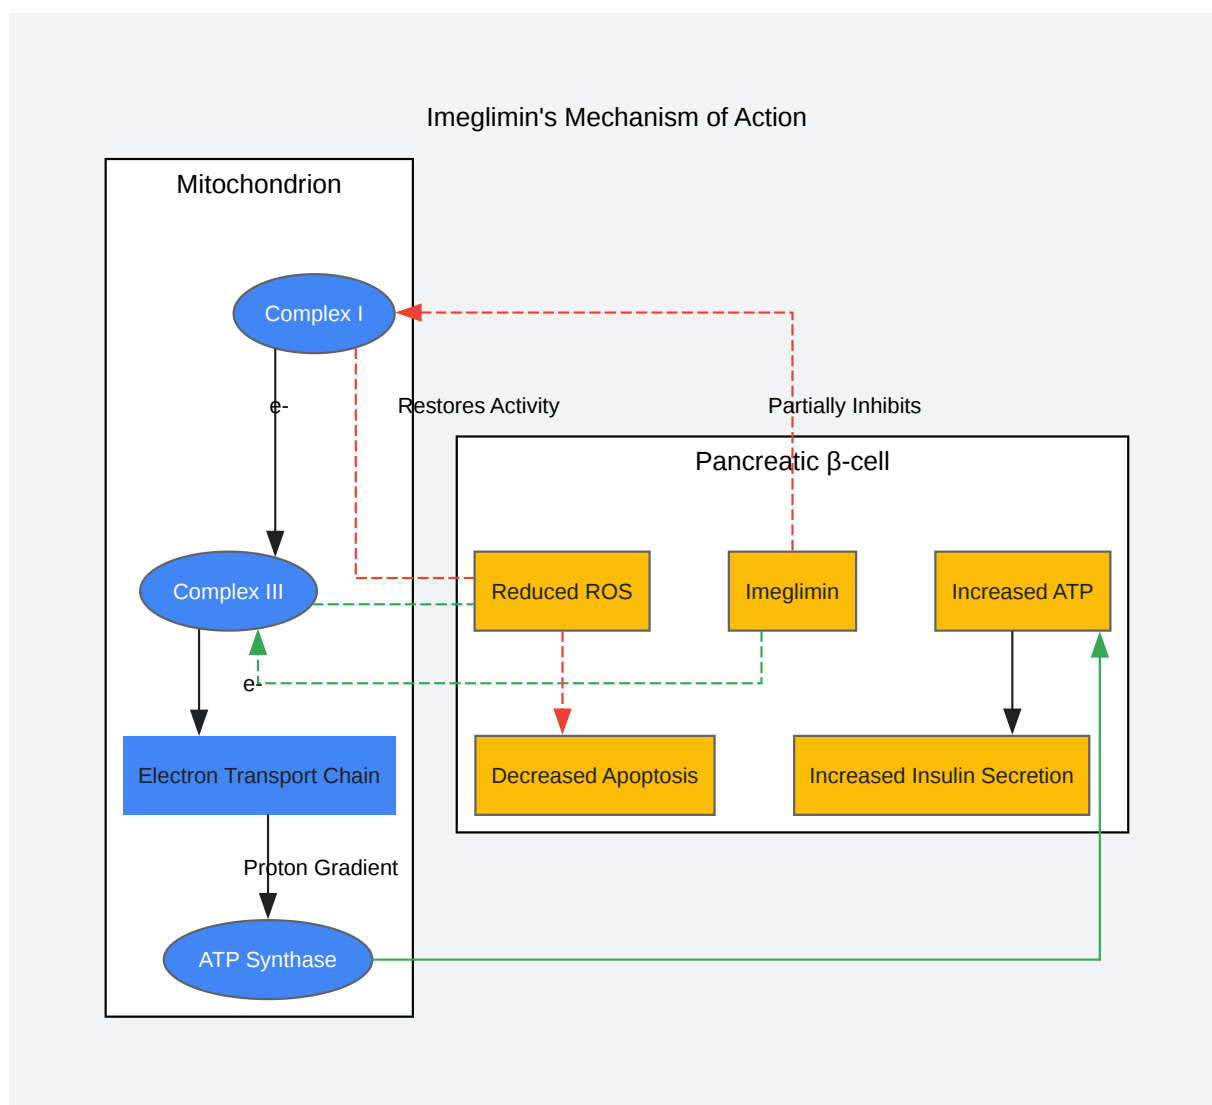 Imeglimin's Mechanism of Action
Mitochondrion
Complex I
e-
Restores Activity
Partially Inhibits
Pancreatic β-cell
Complex III
Reduced ROS
Imeglimin
Increased ATP
e-
Electron Transport Chain
Decreased Apoptosis
Increased Insulin Secretion
Proton Gradient
ATP Synthase